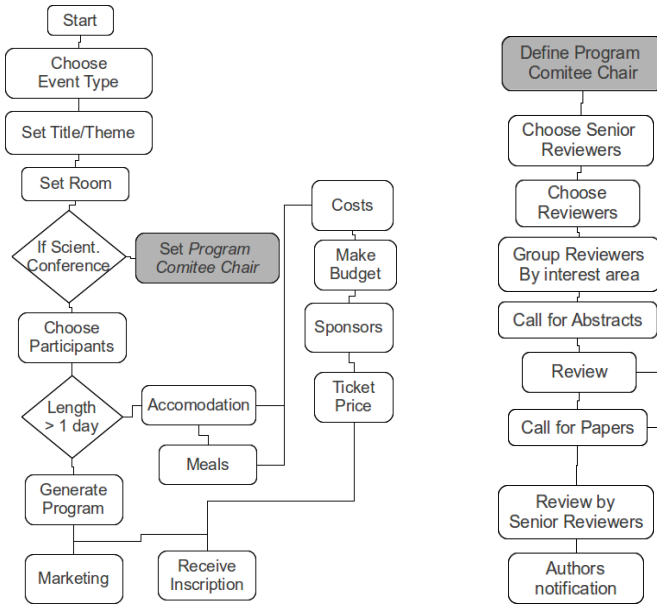 Start
Choose
Event Type
Set Title/Theme
Set Room
If Scient.
Conference
Set Program
Comitee Chair
Choose
Participants
Length
> 1 day
Accomodation
Meals
Generate
Program
Marketing
Receive
Inscription
Costs
Make
Budget
Sponsors
Ticket
Price
Define Program
Comitee Chair
Choose Senior
Reviewers
Choose
Reviewers
Group Reviewers
By interest area
Call for Abstracts
Review
Call for Papers
Review by
Senior Reviewers
Authors
notification